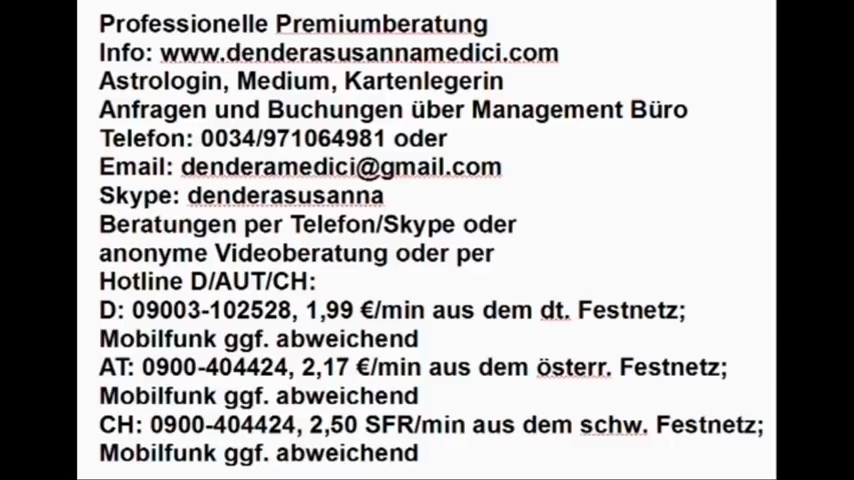 Professionelle Premiumberatung
Info: www.denderasusannamedici.com
Astrologin, Medium, Kartenlegerin
Anfragen und Buchungen über Management Büro
Telefon: 0034/971064981 oder
Email: denderamedici@gmail.com
Skype: denderasusanna
Beratungen per Telefon/Skype oder
anonyme Videoberatung oder per
Hotline D/AUT/CH:
D: 09003-102528, 1,99 €/min aus dem dt. Festnetz;
Mobilfunk ggf. abweichend
AT: 0900-404424, 2,17 €/min aus dem österr. Festnetz;
Mobilfunk ggf. abweichend
CH: 0900-404424, 2,50 SFR/min aus dem schw. Festnetz;
Mobilfunk ggf. abweichend